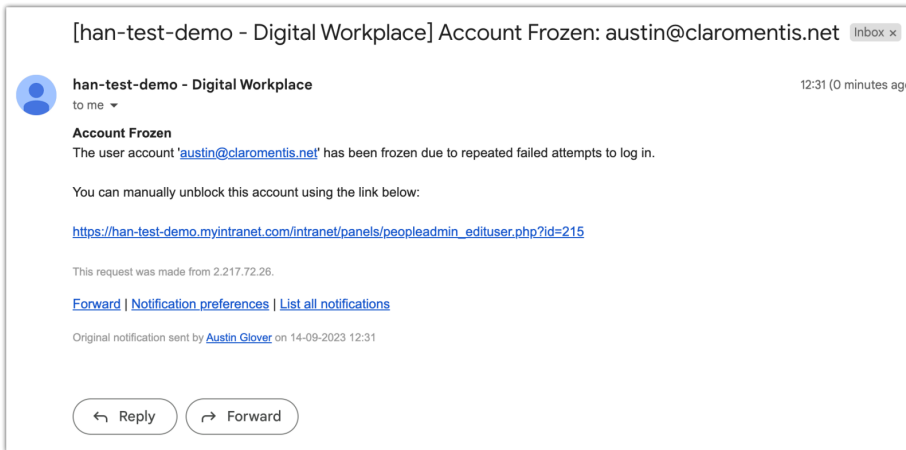 [han-test-demo - Digital Workplace] Account Frozen: austin@claromentis.net Inbox ×
han-test-demo - Digital Workplace 12:31 (0 minutes ago
to me
Account Frozen
The user account 'austin@claromentis.net' has been frozen due to repeated failed attempts to log in.
You can manually unblock this account using the link below:
https://han-test-demo.myintranet.com/intranet/panels/peopleadmin_edituser.php?id=215
This request was made from 2.217.72.26.
Forward | Notification preferences | List all notifications
Original notification sent by Austin Glover on 14-09-2023 12:31
Reply Forward